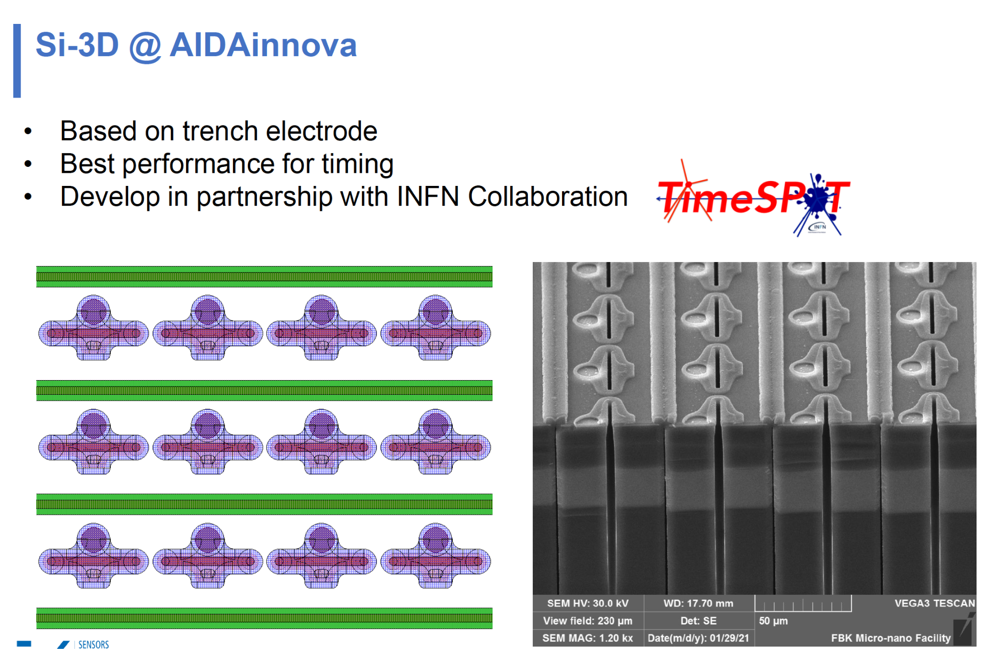 Si-3D @ AIDAinnova
• Based on trench electrode
• Best performance for timing
• Develop in partnership with INFN Collaboration
TimeSPOT
INFN
SEM HV: 30.0 kV
WD: 17.70 mm
VEGA3 TESCAN
View field: 230 µm
Det: SE
50 µm
SEM MAG: 1.20 kx
Date(m/d/y): 01/29/21
FBK Micro-nano Facility
SENSORS